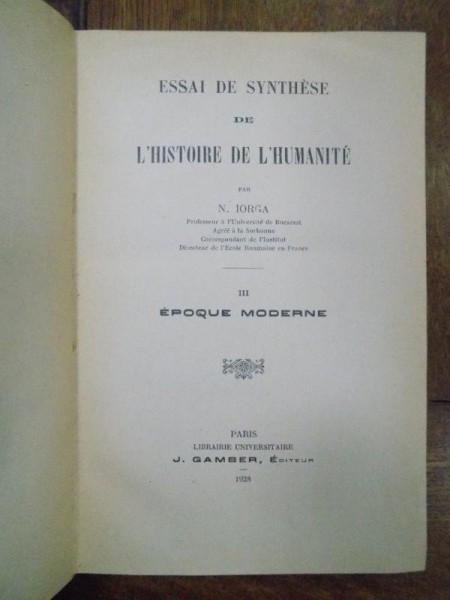 ESSAI DE SYNTHÈSE
DE
L'HISTOIRE DE L'HUMANITÉ
PAR
N. IORGA
Professeur à l'Université de Bucarest
Agréé à la Sorbonne
Correspondant de l'Institut
Directeur de l'École Roumaine en France
III
ÉPOQUE MODERNE
PARIS
LIBRAIRIE UNIVERSITAIRE
J. GAMBER, ÉDITEUR
1928